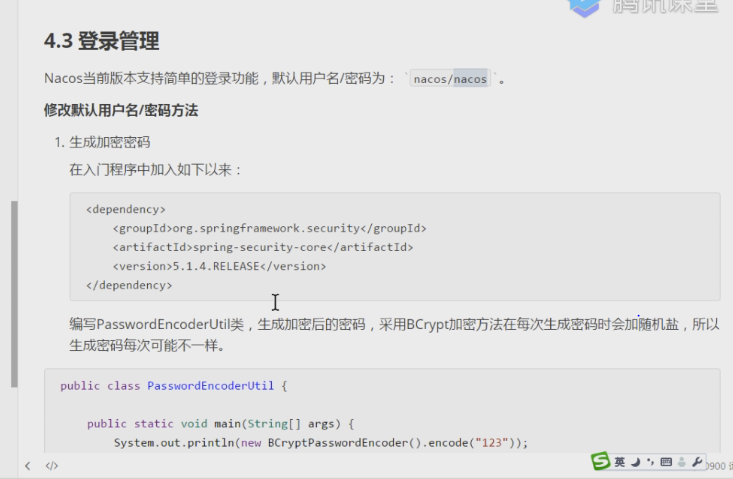 腾讯课堂
4.3 登录管理
Nacos当前版本支持简单的登录功能，默认用户名/密码为： `nacos/nacos` 。
修改默认用户名/密码方法
1. 生成加密密码
在入门程序中加入如下以来：
<dependency>
<groupId>org.springframework.security</groupId>
<artifactId>spring-security-core</artifactId>
<version>5.1.4.RELEASE</version>
</dependency>
编写PasswordEncoderUtil类，生成加密后的密码，采用BCrypt加密方法在每次生成密码时会加随机盐，所以
生成密码每次可能不一样。
public class PasswordEncoderUtil {
public static void main(String[] args) {
System.out.println(new BCryptPasswordEncoder().encode("123"));
< </> S 英 0900